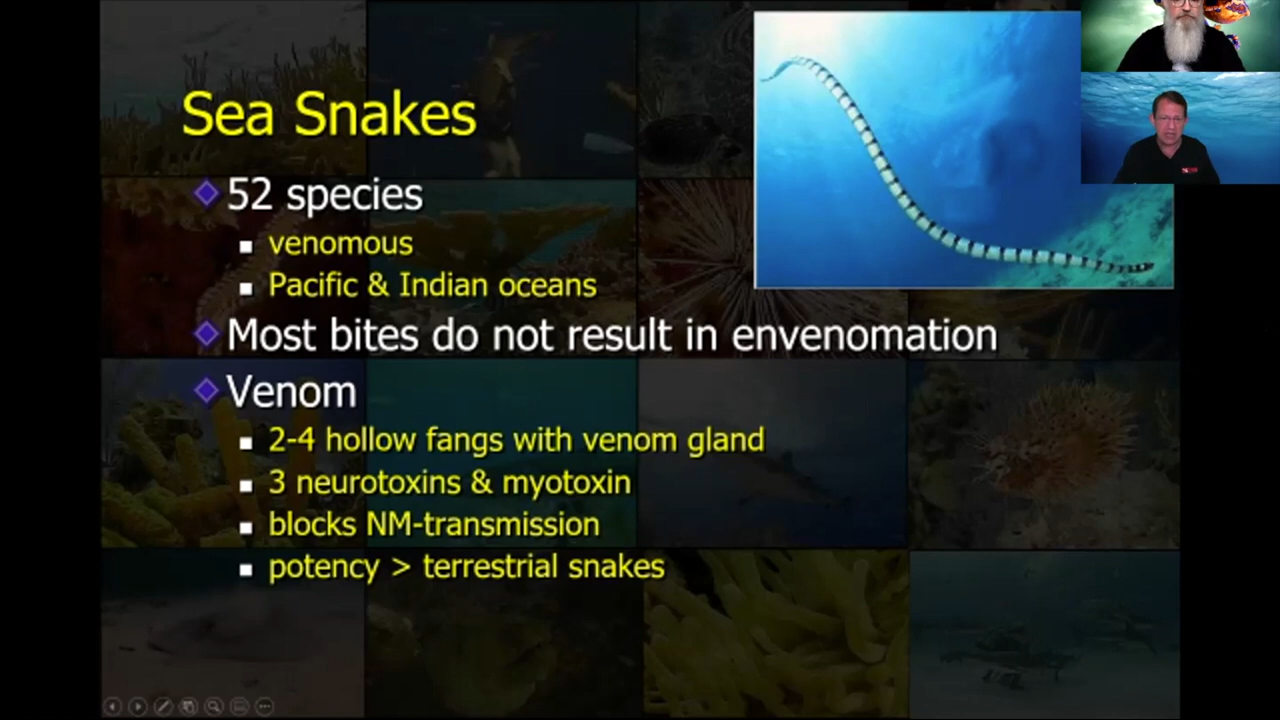 Sea Snakes
52 species
venomous
Pacific & Indian oceans
Most bites do not result in envenomation
Venom
2-4 hollow fangs with venom gland
3 neurotoxins & myotoxin
blocks NM-transmission
potency > terrestrial snakes